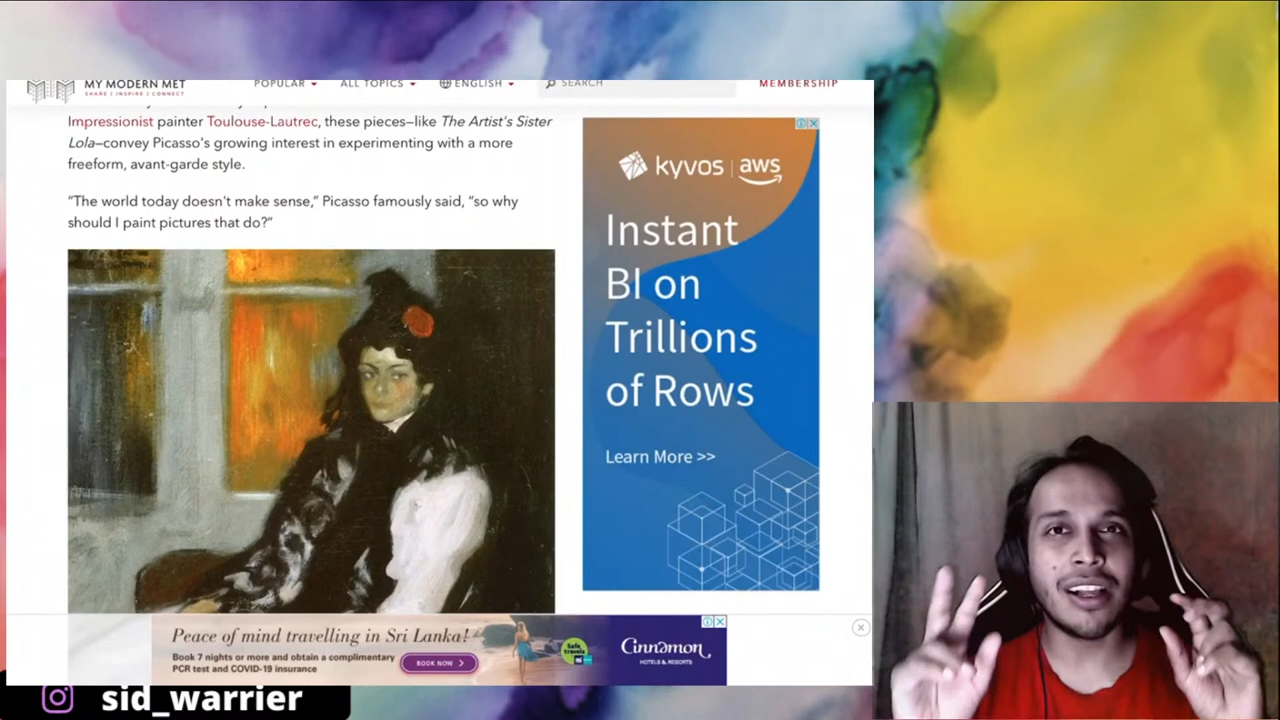 MY MODERN MET
SHARE | INSPIRE | CONNECT
POPULAR
ALL TOPICS
ENGLISH
SEARCH
MEMBERSHIP
Impressionist painter Toulouse-Lautrec, these pieces—like The Artist's Sister
Lola—convey Picasso's growing interest in experimenting with a more
freeform, avant-garde style.
“The world today doesn't make sense,” Picasso famously said, “so why
should I paint pictures that do?”
kyvos | aws
Instant
BI on
Trillions
of Rows
Learn More >>
Peace of mind travelling in Sri Lanka!
Book 7 nights or more and obtain a complimentary
PCR test and COVID-19 insurance
BOOK NOW
Safe
travels
Cinnamon
HOTELS & RESORTS
sid_warrier